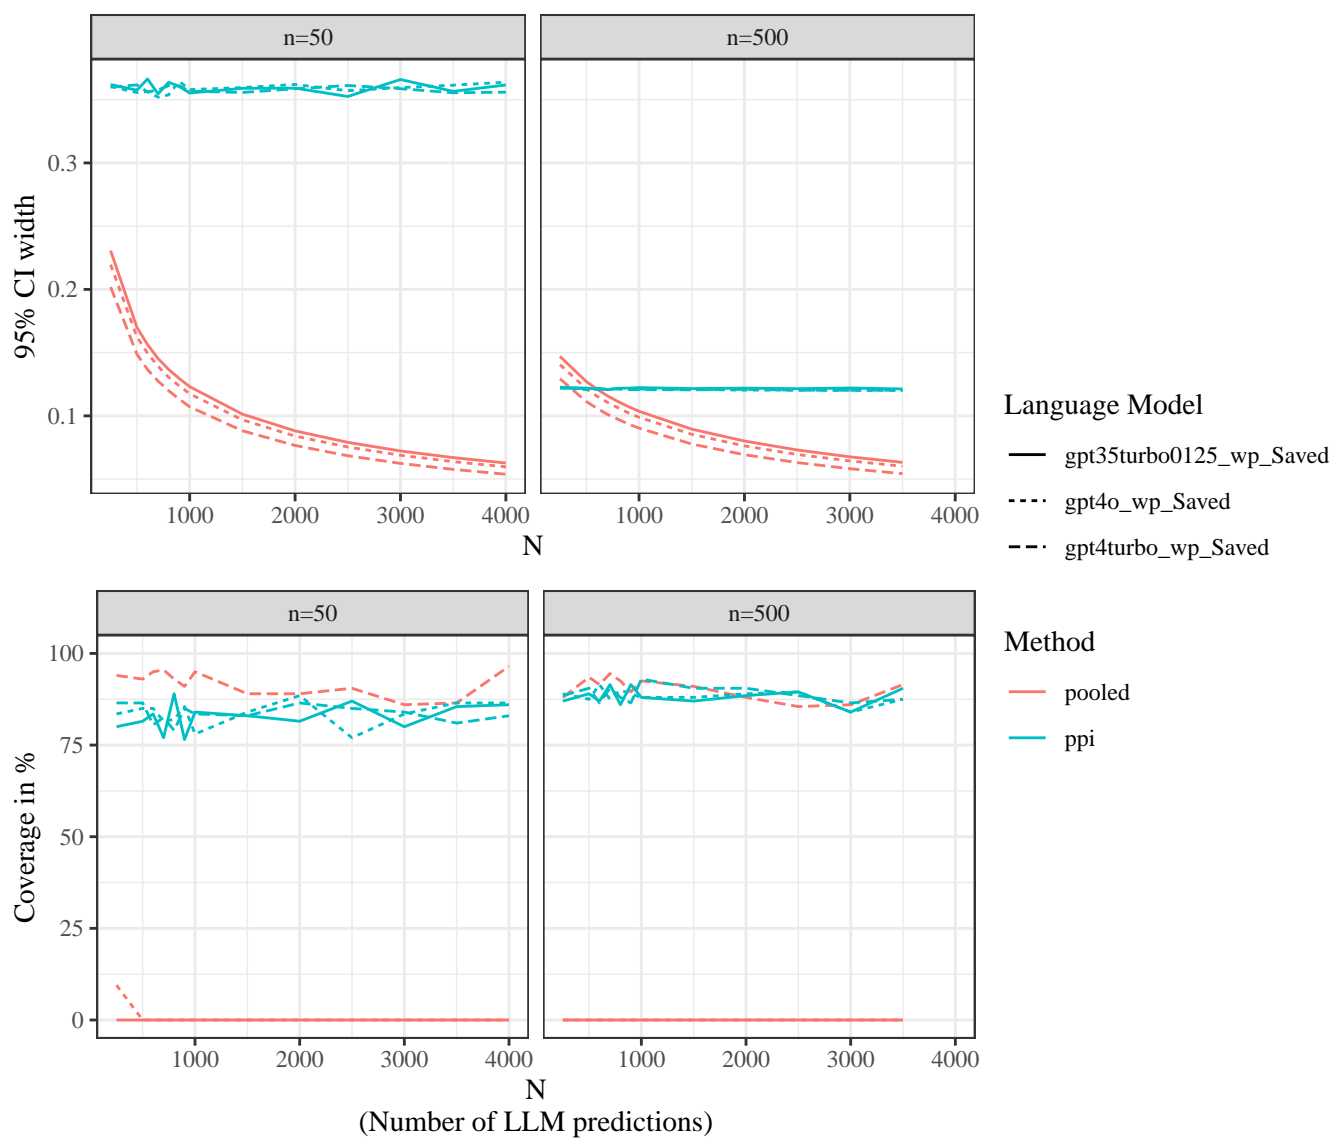 n=50
n=500
95% CI width
0.3
0.2
0.1
1000 2000 3000 4000
1000 2000 3000 4000
N
n=50
n=500
Coverage in %
100
75
50
25
0
1000 2000 3000 4000
1000 2000 3000 4000
N
(Number of LLM predictions)
Language Model
gpt35turbo0125_wp_Saved
gpt4o_wp_Saved
gpt4turbo_wp_Saved
Method
pooled
ppi